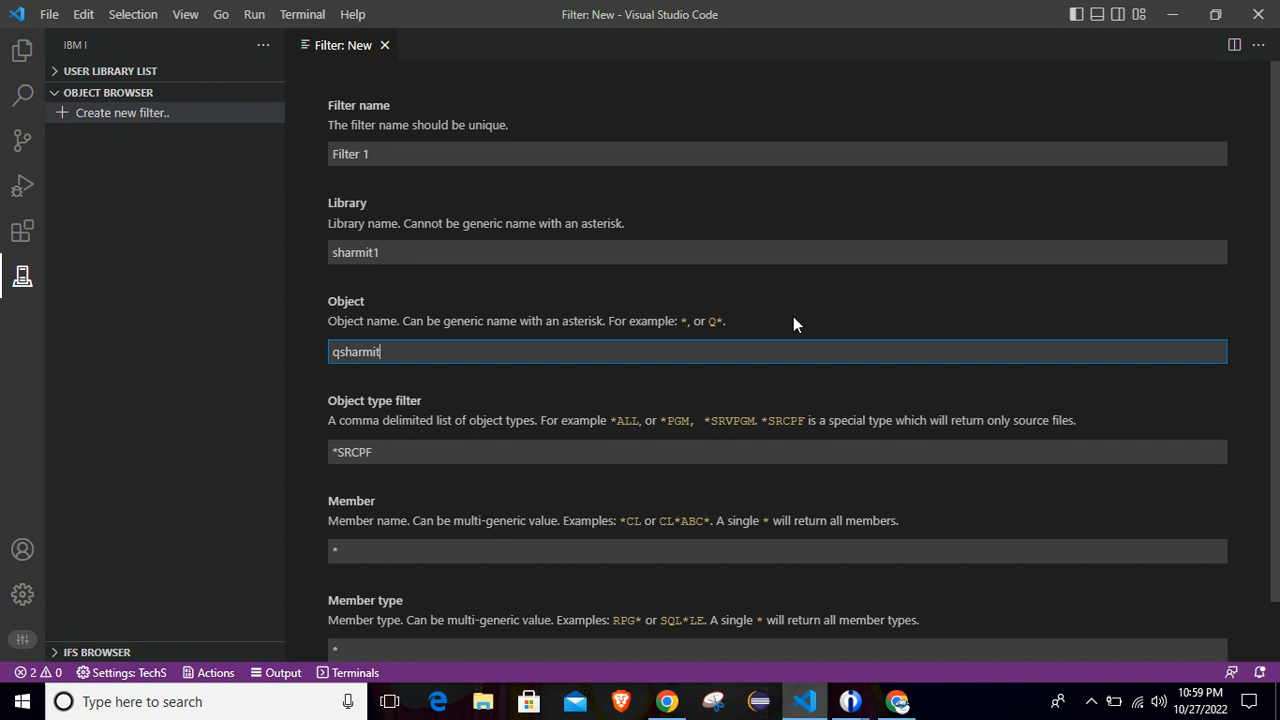 File Edit Selection View Go Run Terminal Help Filter: New - Visual Studio Code
IBM I
Filter: New
USER LIBRARY LIST
OBJECT BROWSER
Create new filter..
Filter name
The filter name should be unique.
Filter 1
Library
Library name. Cannot be generic name with an asterisk.
sharmit1
Object
Object name. Can be generic name with an asterisk. For example: *, or Q*.
qsharmit
Object type filter
A comma delimited list of object types. For example *ALL, or *PGM, *SRVPGM. *SRCPF is a special type which will return only source files.
*SRCPF
Member
Member name. Can be multi-generic value. Examples: *CL or CL*ABC*. A single * will return all members.
*
Member type
Member type. Can be multi-generic value. Examples: RPG* or SQL*LE. A single * will return all member types.
*
IFS BROWSER
2 0 Settings: TechS Actions Output Terminals
Type here to search
10:59 PM
10/27/2022